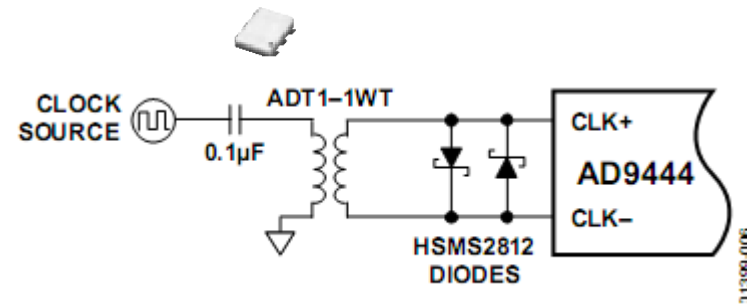 ADT1–1WT
CLOCK
SOURCE
0.1µF
CLK+
AD9444
CLK–
HSMS2812
DIODES